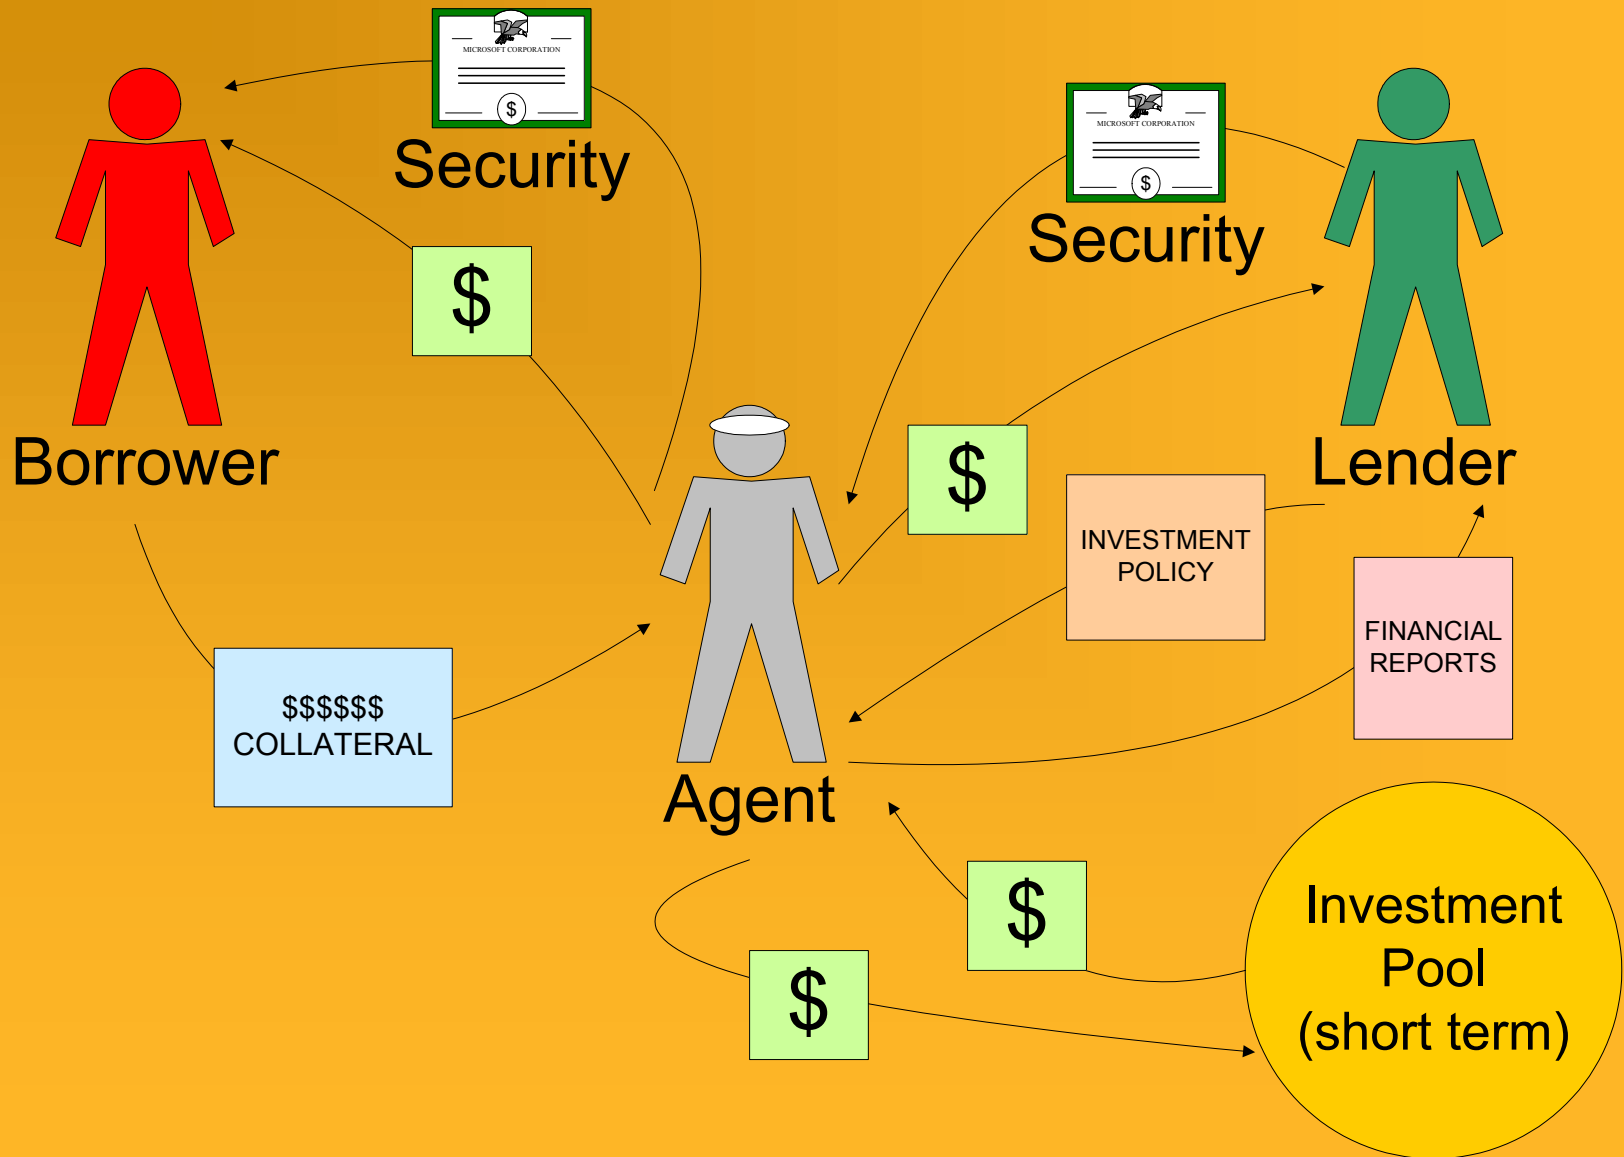 MICROSOFT CORPORATION
$
Security
MICROSOFT CORPORATION
$
Security
$
Borrower
Lender
$
INVESTMENT
POLICY
FINANCIAL
REPORTS
$$$$$$
COLLATERAL
Agent
$
$
Investment
Pool
(short term)